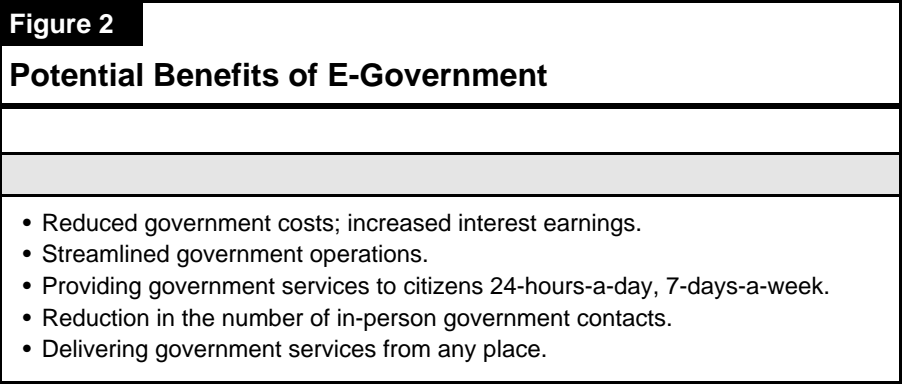 Figure 2
Potential Benefits of E-Government
• Reduced government costs; increased interest earnings.
• Streamlined government operations.
• Providing government services to citizens 24-hours-a-day, 7-days-a-week.
• Reduction in the number of in-person government contacts.
• Delivering government services from any place.